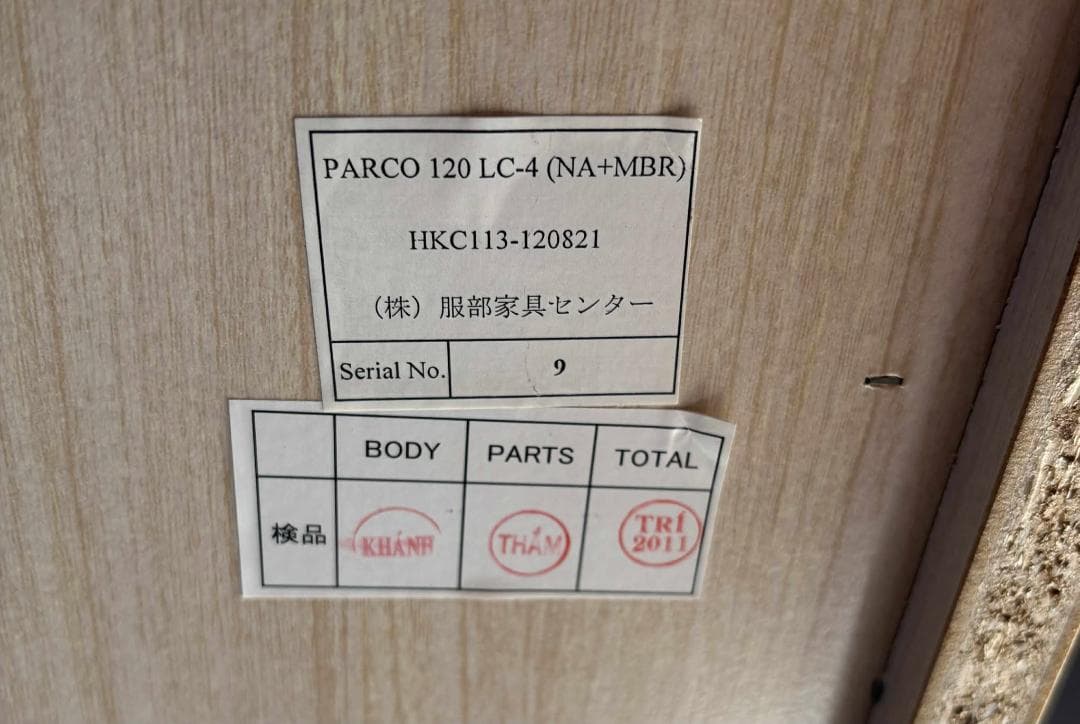 PARCO 120 LC-4 (NA+MBR)
HKC113-120821
（株）服部家具センター
Serial No. 9
BODY PARTS TOTAL
検品 KHÁNH THẮM TRÍ
2011